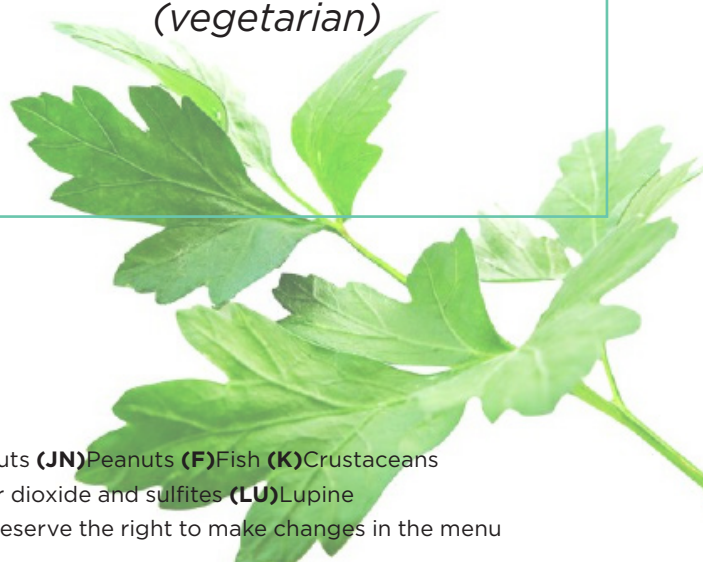 (vegetarian)
uts (JN)Peanuts (F)Fish (K)Crustaceans
r dioxide and sulfites (LU)Lupine
eserve the right to make changes in the menu